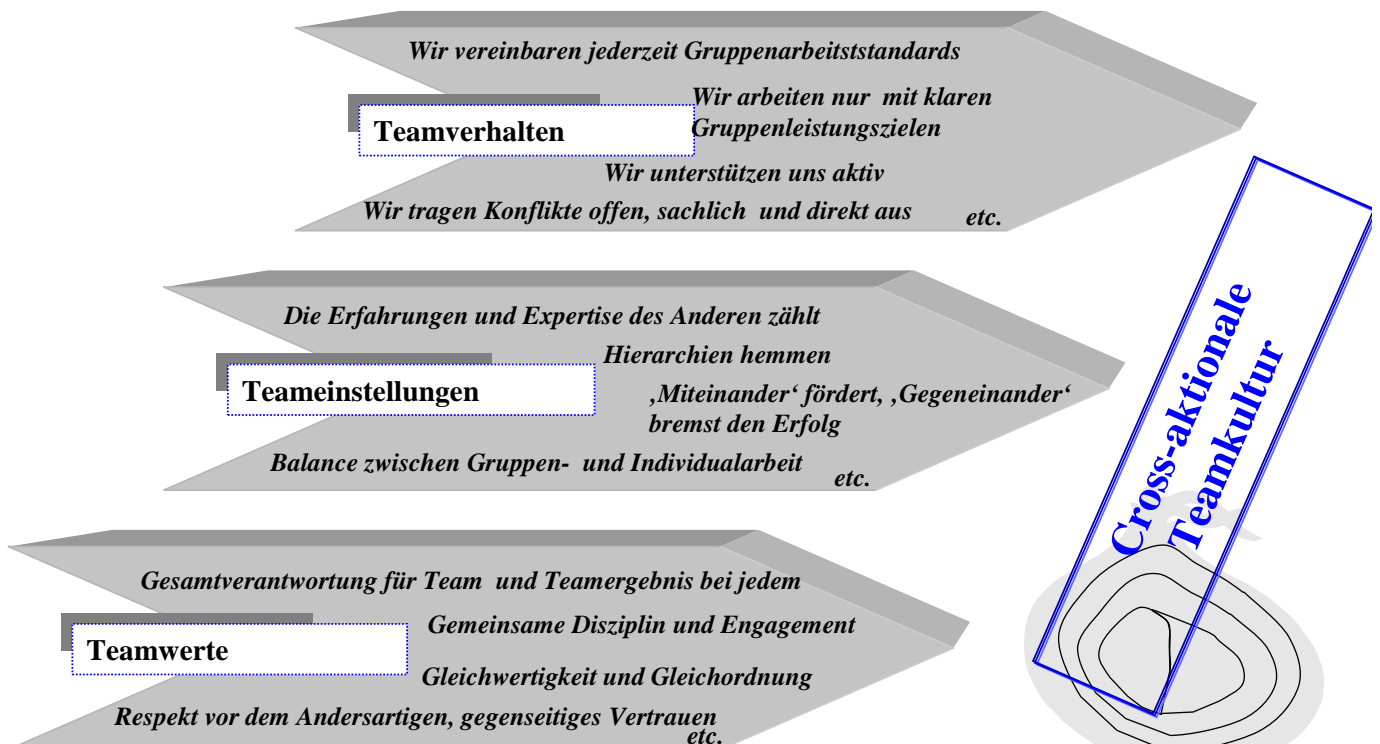 Wir vereinbaren jederzeit Gruppenarbeitststandards
Teamverhalten
Wir arbeiten nur mit klaren
Gruppenleistungszielen
Wir unterstützen uns aktiv
Wir tragen Konflikte offen, sachlich und direkt aus
etc.
Die Erfahrungen und Expertise des Anderen zählt
Teameinstellungen
Hierarchien hemmen
‚Miteinander‘ fördert, ‚Gegeneinander‘
bremst den Erfolg
Balance zwischen Gruppen- und Individualarbeit
etc.
Gesamtverantwortung für Team und Teamergebnis bei jedem
Teamwerte
Gemeinsame Disziplin und Engagement
Gleichwertigkeit und Gleichordnung
Respekt vor dem Andersartigen, gegenseitiges Vertrauen
etc.
Cross-aktionale
Teamkultur